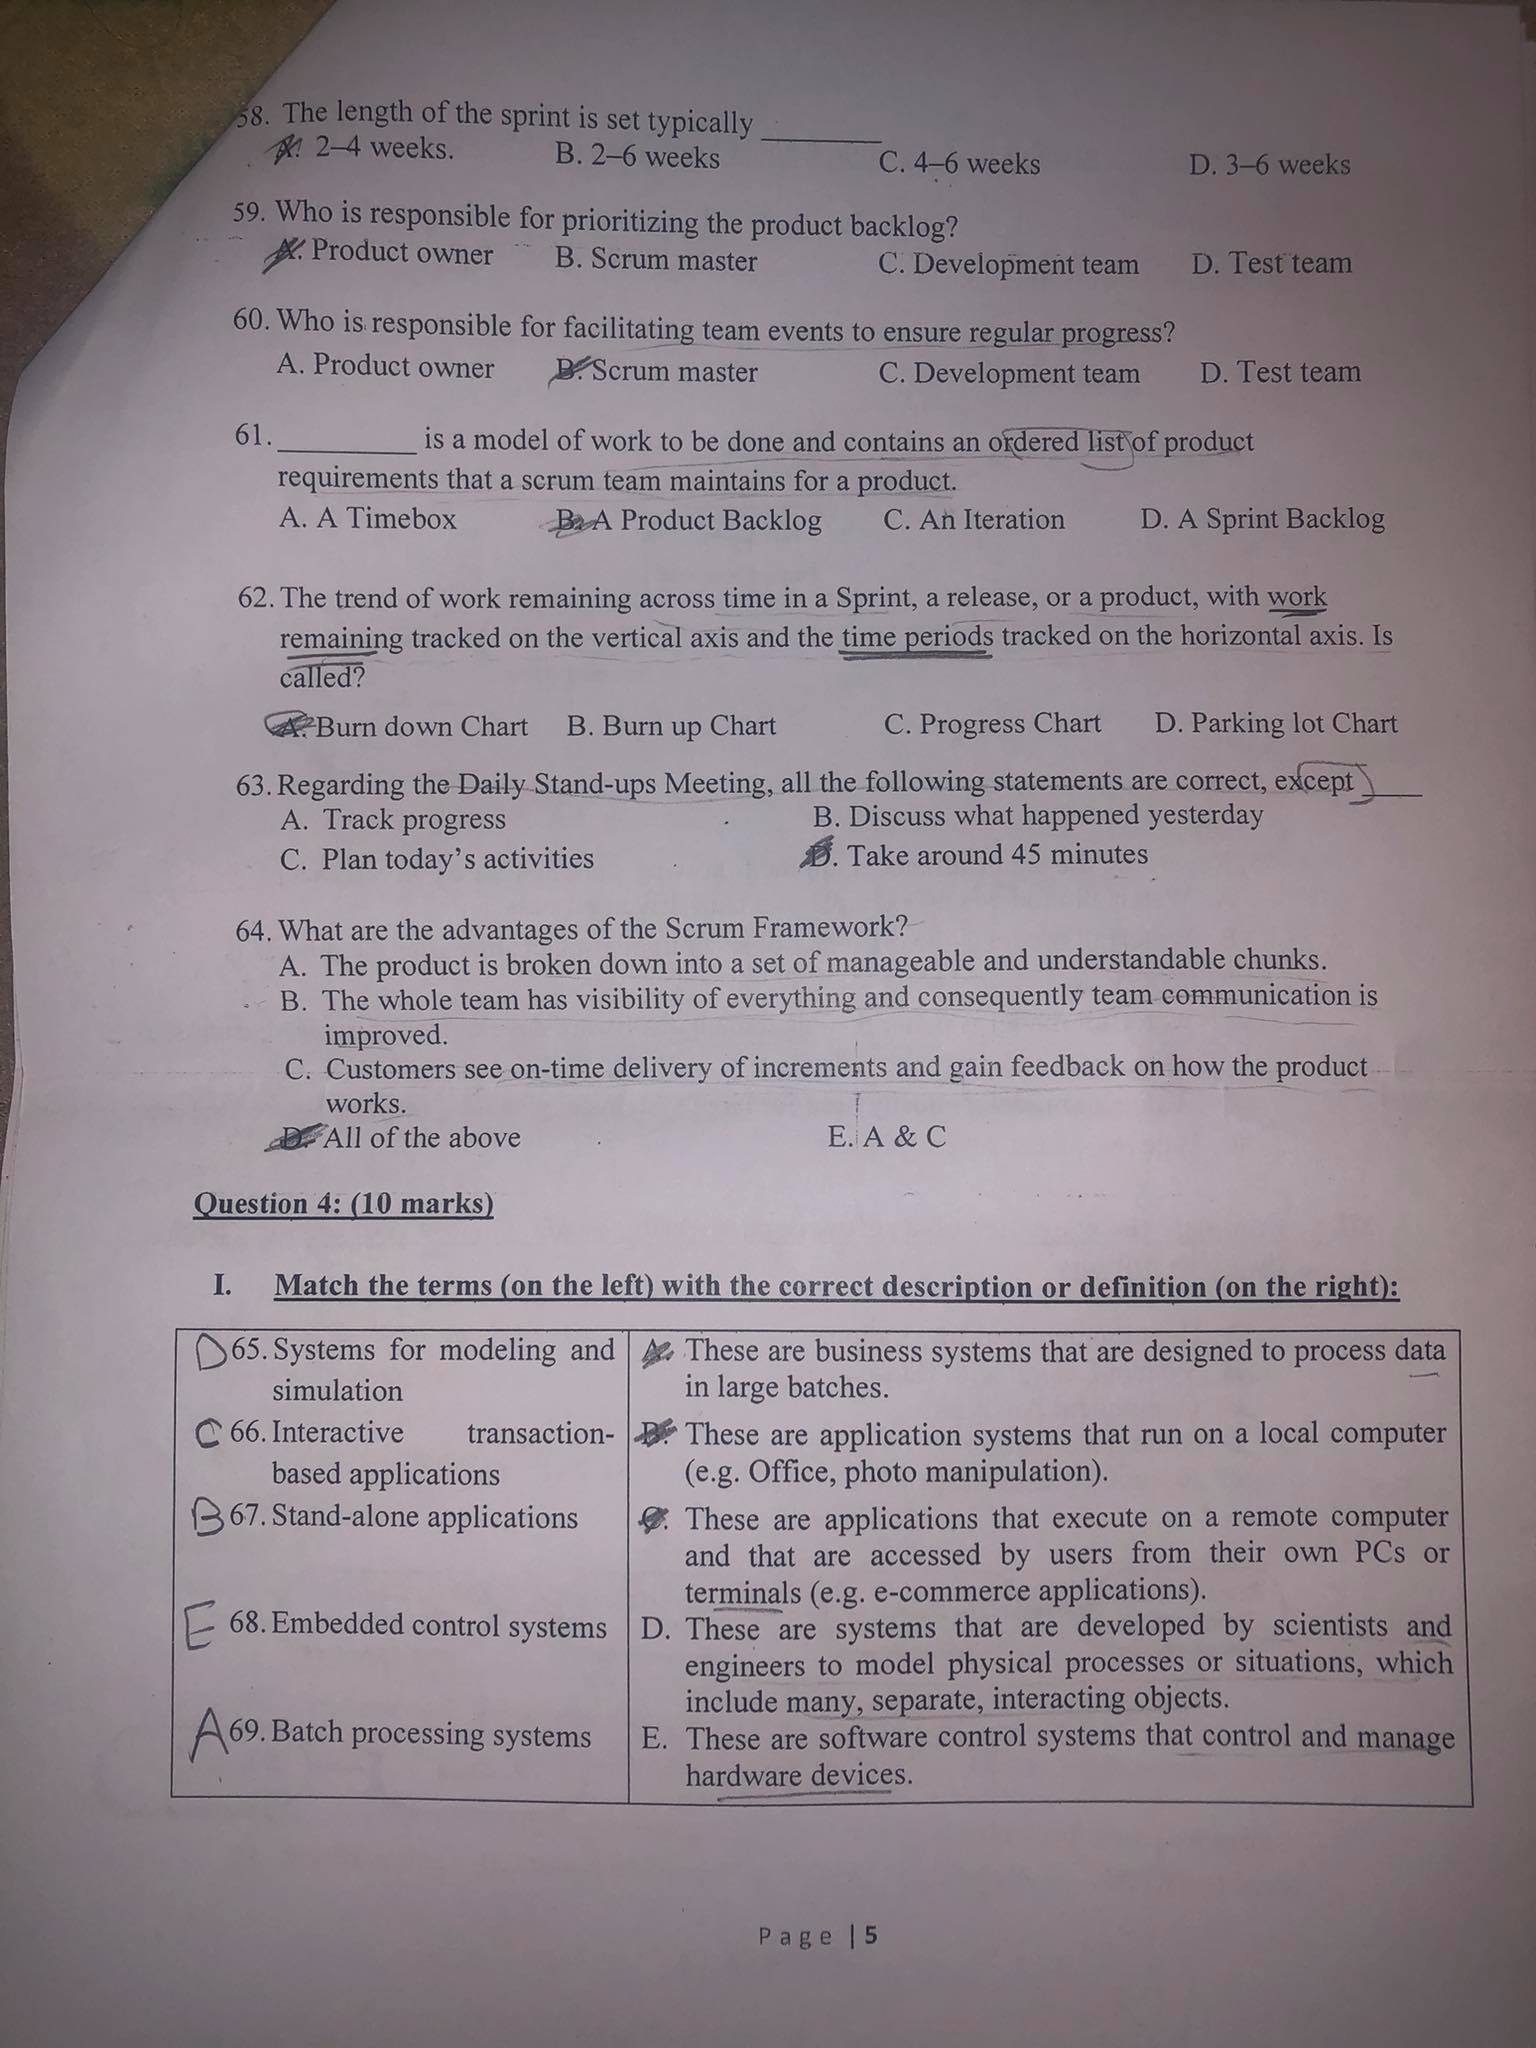 58. The length of the sprint is set typically ________
A. 2–4 weeks. B. 2–6 weeks C. 4–6 weeks D. 3–6 weeks
59. Who is responsible for prioritizing the product backlog?
A. Product owner B. Scrum master C. Development team D. Test team
60. Who is responsible for facilitating team events to ensure regular progress?
A. Product owner B. Scrum master C. Development team D. Test team
61. _________ is a model of work to be done and contains an ordered list of product
requirements that a scrum team maintains for a product.
A. A Timebox B. A Product Backlog C. An Iteration D. A Sprint Backlog
62. The trend of work remaining across time in a Sprint, a release, or a product, with work
remaining tracked on the vertical axis and the time periods tracked on the horizontal axis. Is
called?
A. Burn down Chart B. Burn up Chart C. Progress Chart D. Parking lot Chart
63. Regarding the Daily Stand-ups Meeting, all the following statements are correct, except ____
A. Track progress B. Discuss what happened yesterday
C. Plan today's activities D. Take around 45 minutes
64. What are the advantages of the Scrum Framework?
A. The product is broken down into a set of manageable and understandable chunks.
B. The whole team has visibility of everything and consequently team communication is
improved.
C. Customers see on-time delivery of increments and gain feedback on how the product
works.
D. All of the above E. A & C
Question 4: (10 marks)
I. Match the terms (on the left) with the correct description or definition (on the right):
D 65. Systems for modeling and
simulation
C 66. Interactive transaction-
based applications
B 67. Stand-alone applications
E 68. Embedded control systems
A 69. Batch processing systems
A. These are business systems that are designed to process data
in large batches.
B. These are application systems that run on a local computer
(e.g. Office, photo manipulation).
C. These are applications that execute on a remote computer
and that are accessed by users from their own PCs or
terminals (e.g. e-commerce applications).
D. These are systems that are developed by scientists and
engineers to model physical processes or situations, which
include many, separate, interacting objects.
E. These are software control systems that control and manage
hardware devices.
Page | 5